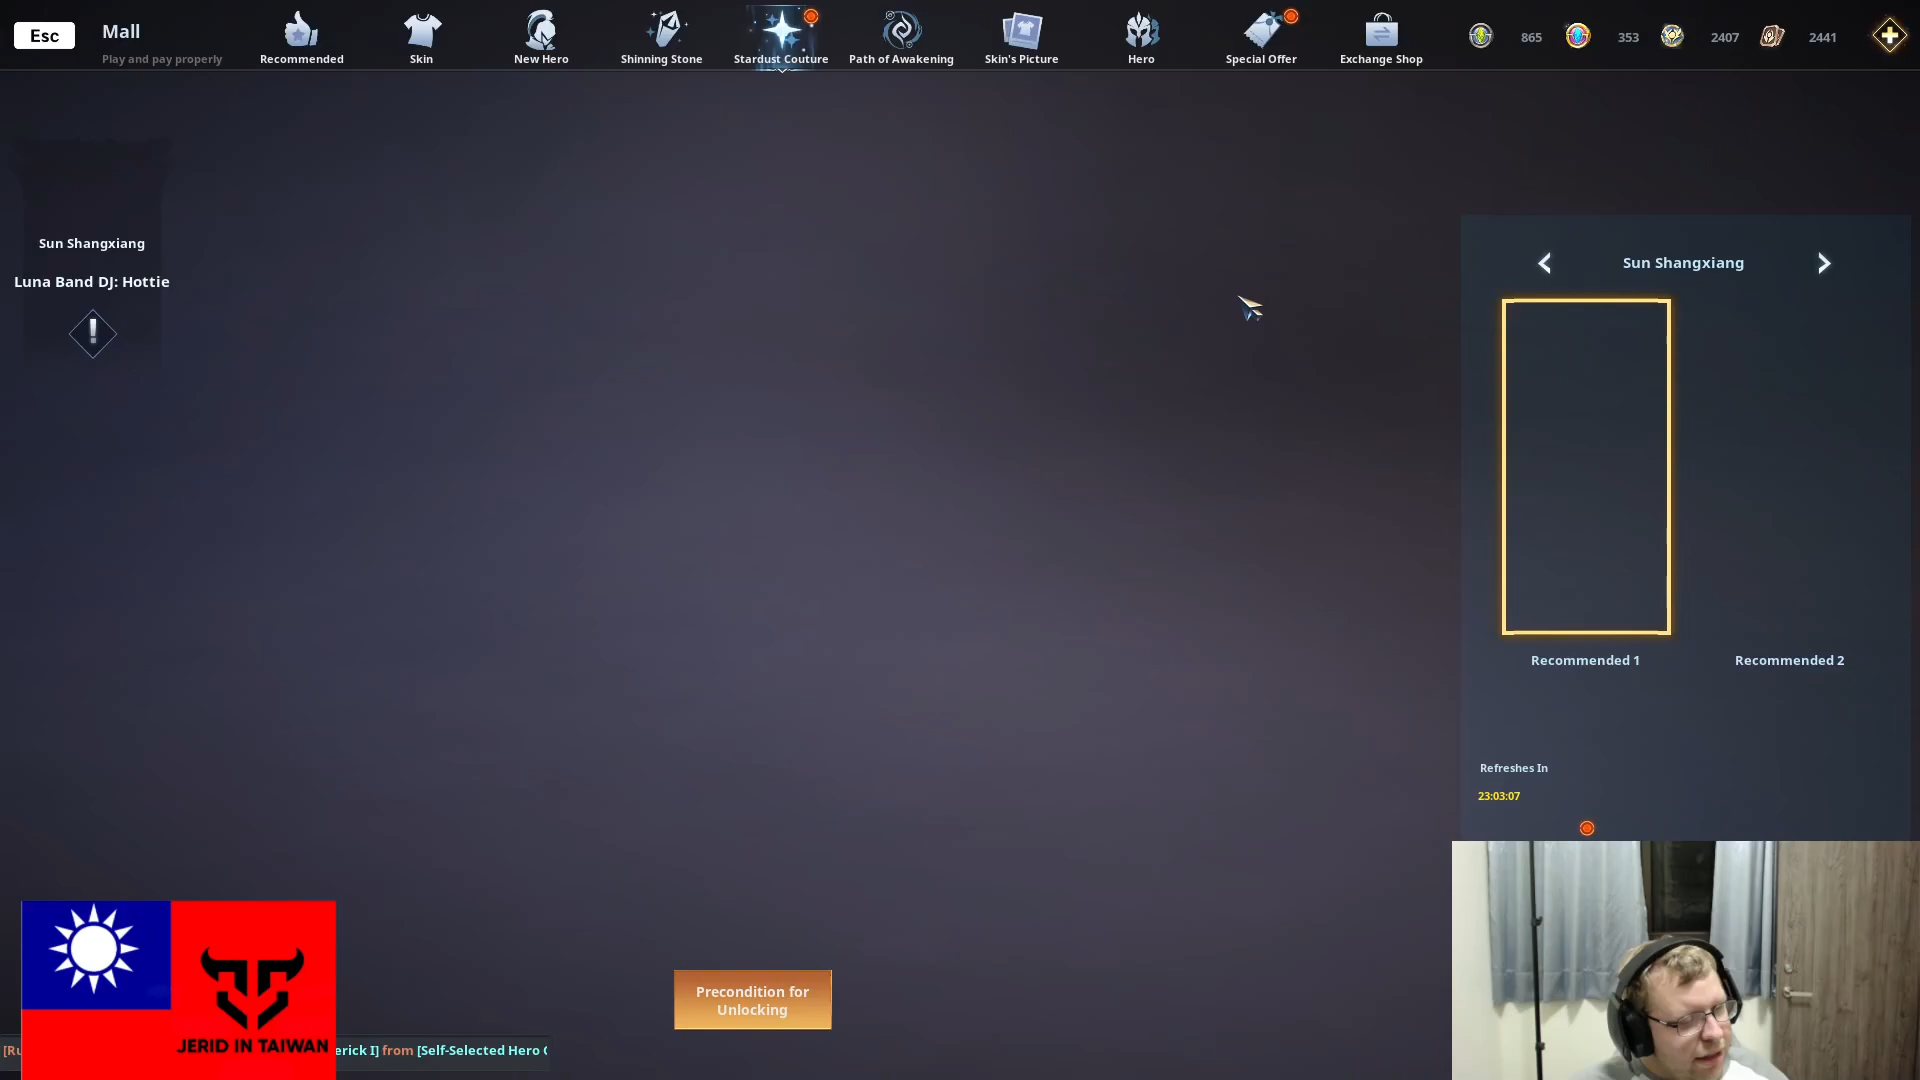 Esc
Mall
Play and pay properly
Recommended
Skin
New Hero
Shinning Stone
Stardust Couture
Path of Awakening
Skin's Picture
Hero
Special Offer
Exchange Shop
865
353
2407
2441
Sun Shangxiang
Luna Band DJ: Hottie
Sun Shangxiang
Recommended 1
Recommended 2
Refreshes In
23:03:07
Precondition for
Unlocking
JERID IN TAIWAN
[Ru
erick I] from [Self-Selected Hero